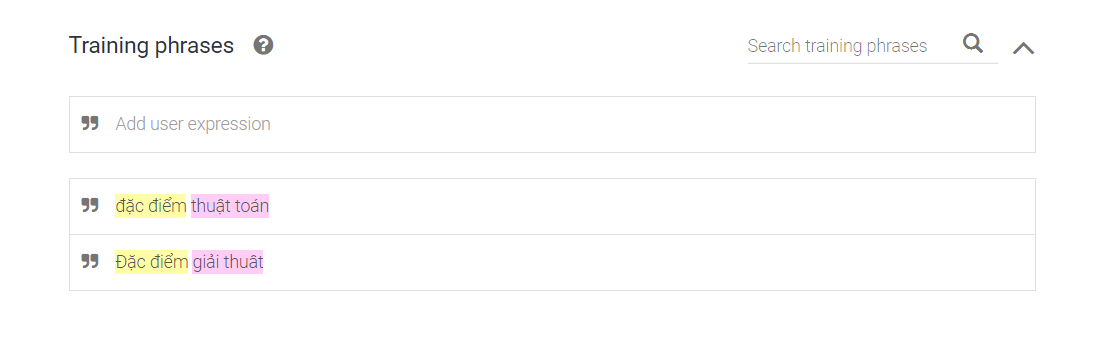 Training phrases
Search training phrases
Add user expression
đặc điểm thuật toán
Đặc điểm giải thuât